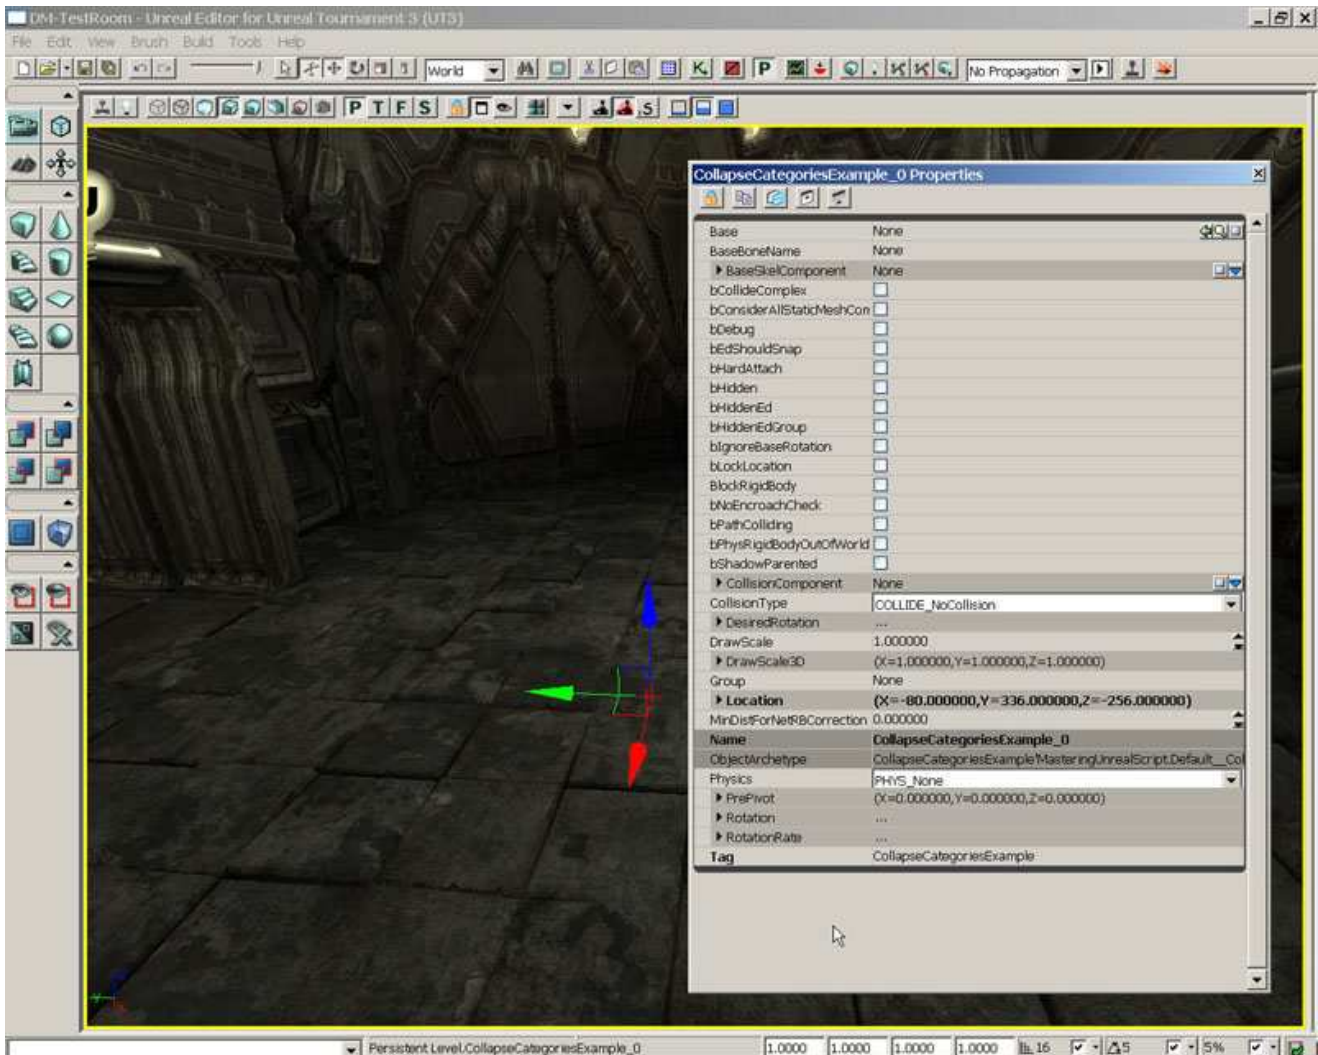 DM-TestRoom - Unreal Editor for Unreal Tournament 3 (UT3)
File Edit View Brush Build Tools Help
World
P
No Propagation
P T F S
.5
CollapseCategoriesExample_0 Properties
Base None
BaseBoneName None
BaseSkelComponent None
bCollideComplex
bConsiderAllStaticMeshCon
bDebug
bEdShouldSnap
bHardAttach
bHidden
bHiddenEd
bHiddenEdGroup
bIgnoreBaseRotation
bLockLocation
BlockRigidBody
bNoEncroachCheck
bPathColliding
bPhysRigidBodyOutOfWorld
bShadowParented
CollisionComponent None
CollisionType COLLIDE_NoCollision
DesiredRotation ...
DrawScale 1.000000
DrawScale3D (X=1.000000,Y=1.000000,Z=1.000000)
Group None
Location (X=-80.000000,Y=336.000000,Z=-256.000000)
MinDistForNetRBCorrection 0.000000
Name CollapseCategoriesExample_0
ObjectArchetype CollapseCategoriesExample'MasteringUnrealScript.Default__Col
Physics PHYS_None
PrePivot (X=0.000000,Y=0.000000,Z=0.000000)
Rotation ...
RotationRate ...
Tag CollapseCategoriesExample
Persistent Level.CollapseCategoriesExample_0 1.0000 1.0000 1.0000 1.0000 16 5 5%